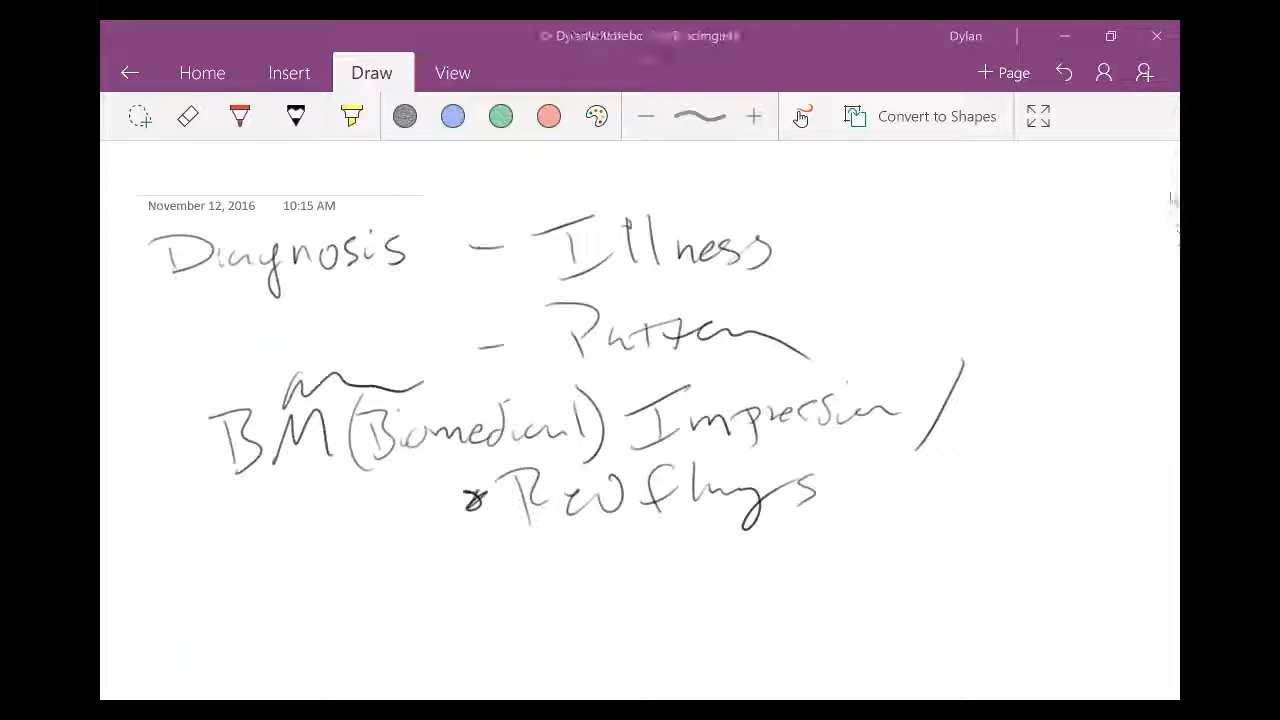 Dylan
Home Insert Draw View + Page
Convert to Shapes
November 12, 2016 10:15 AM
Diagnosis - Illness
- Pattern
BM (Biomedical) Impression /
* Red flags